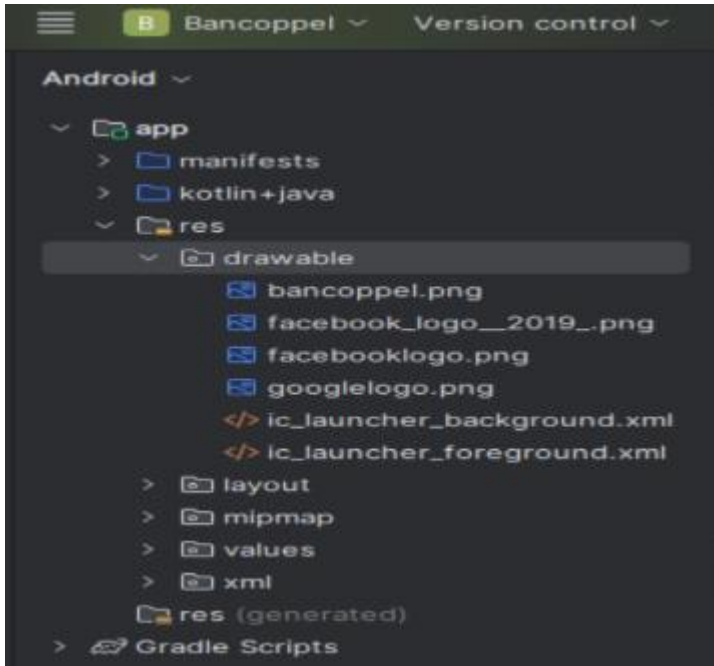 B Bancoppel Version control
Android
app
manifests
kotlin+java
res
drawable
bancoppel.png
facebook_logo__2019_.png
facebooklogo.png
googlelogo.png
</> ic_launcher_background.xml
</> ic_launcher_foreground.xml
layout
mipmap
values
xml
res (generated)
Gradle Scripts